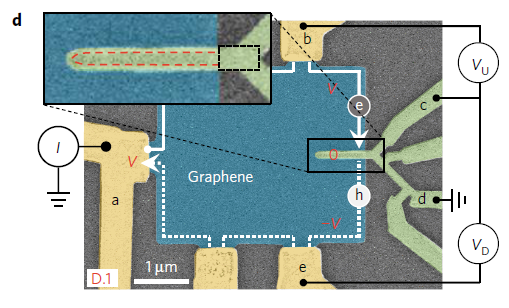 d
b
V_U
ν
e
c
I
ν
υ
Graphene
h
d
a
ν
V_D
D.1
1 μm
e